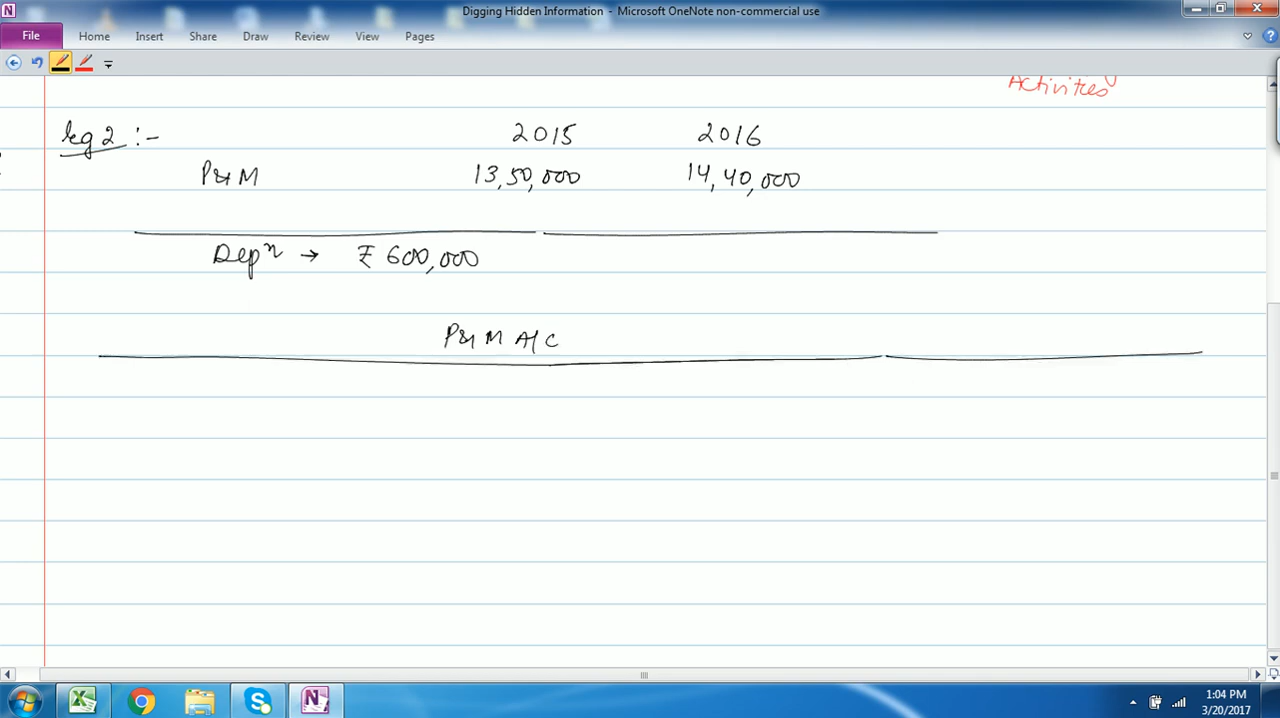 Digging Hidden Information - Microsoft OneNote non-commercial use
File Home Insert Share Draw Review View Pages
Activities
eg 2 :- 2015 2016
P&M 13,50,000 14,40,000
Depn → ₹ 600,000
P&M A/C
1:04 PM
3/20/2017